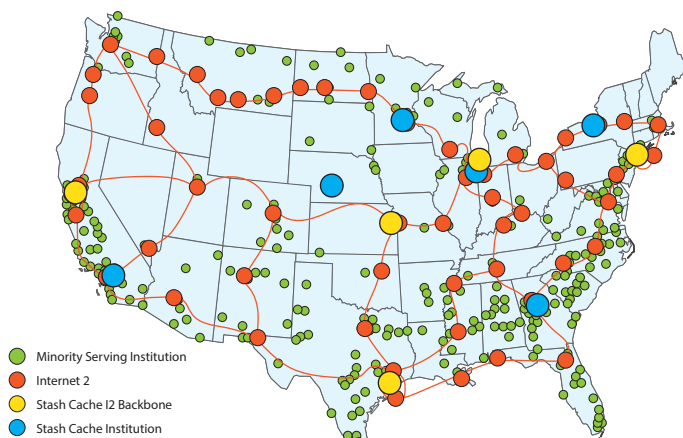 Minority Serving Institution
Internet 2
Stash Cache I2 Backbone
Stash Cache Institution